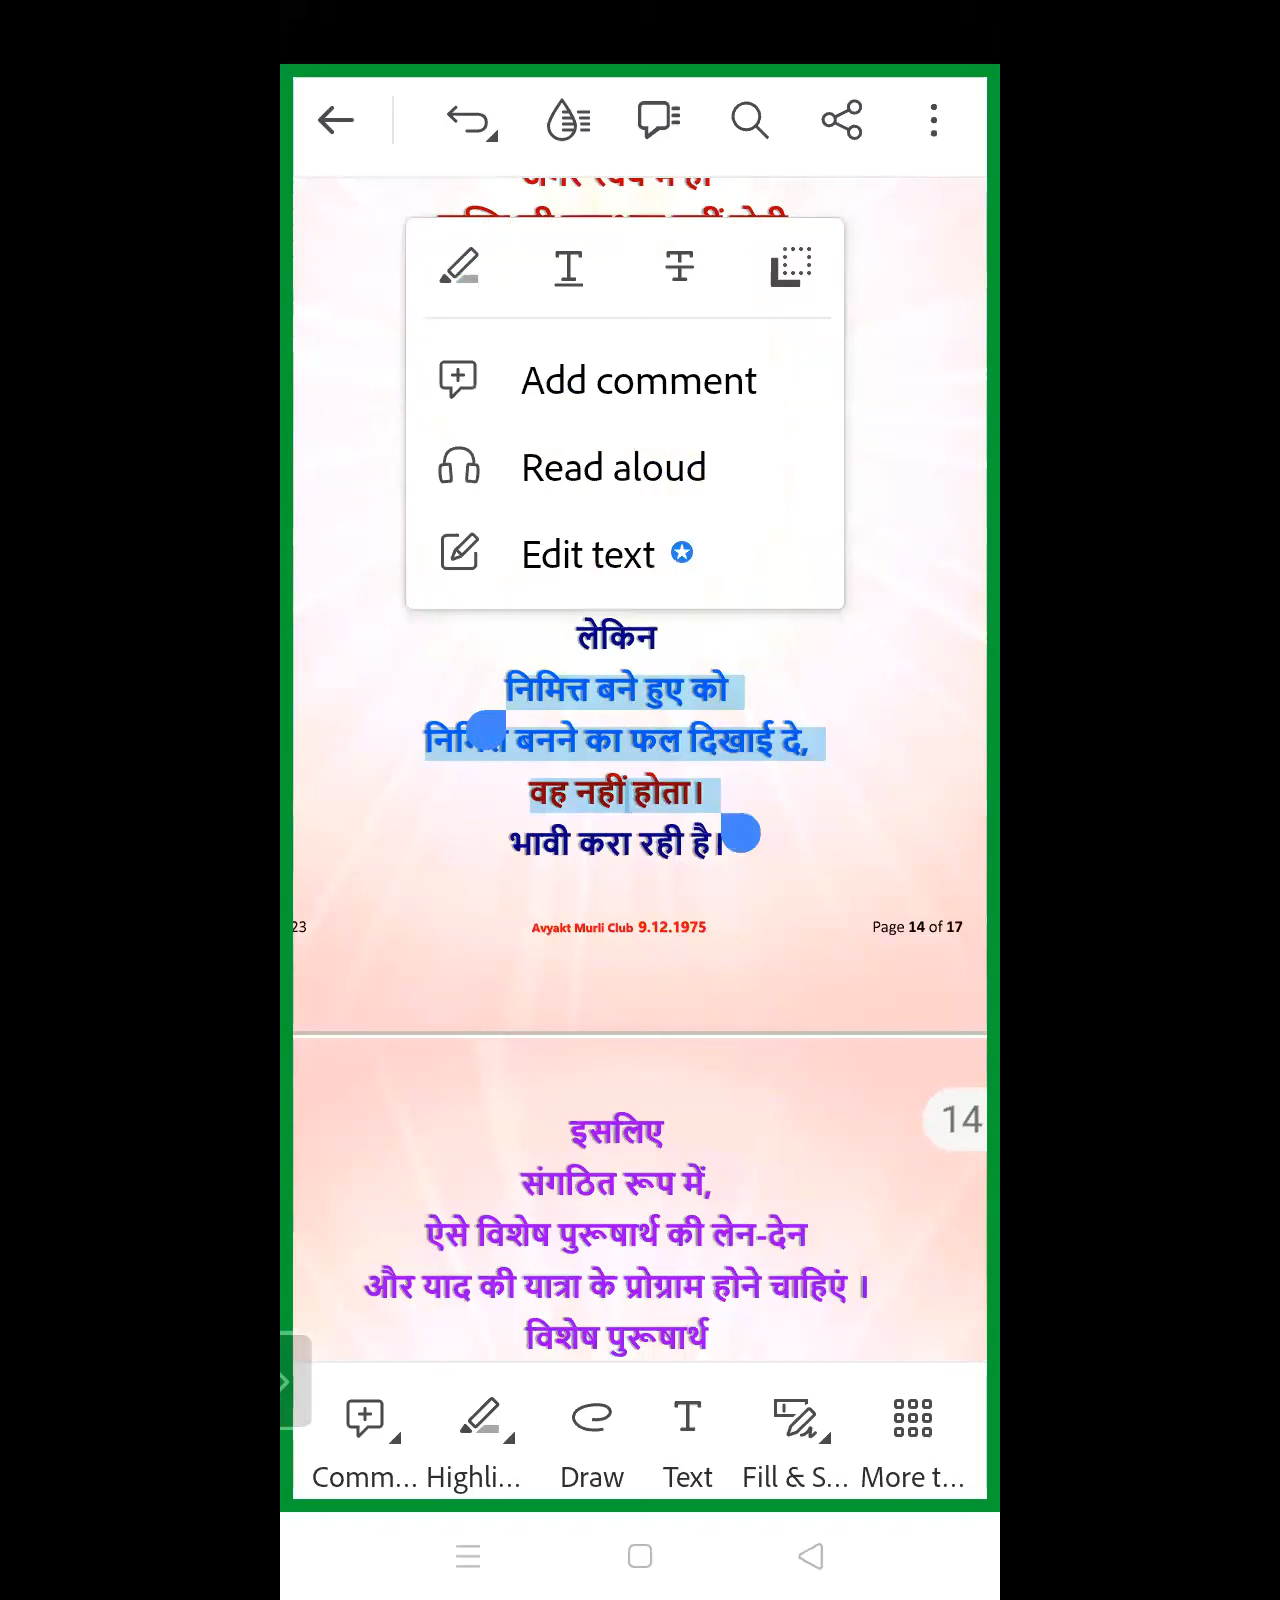 Add comment
Read aloud
Edit text
लेकिन
निमित्त बने हुए को
बनने का फल दिखाई दे,
वह नहीं होता।
भावी करा रही है।
23 Avyakt Murli Club 9.12.1975 Page 14 of 17
14
इसलिए
संगठित रूप में,
ऐसे विशेष पुरूषार्थ की लेन-देन
और याद की यात्रा के प्रोग्राम होने चाहिएं ।
विशेष पुरूषार्थ
Comm... Highli... Draw Text Fill & S... More t...